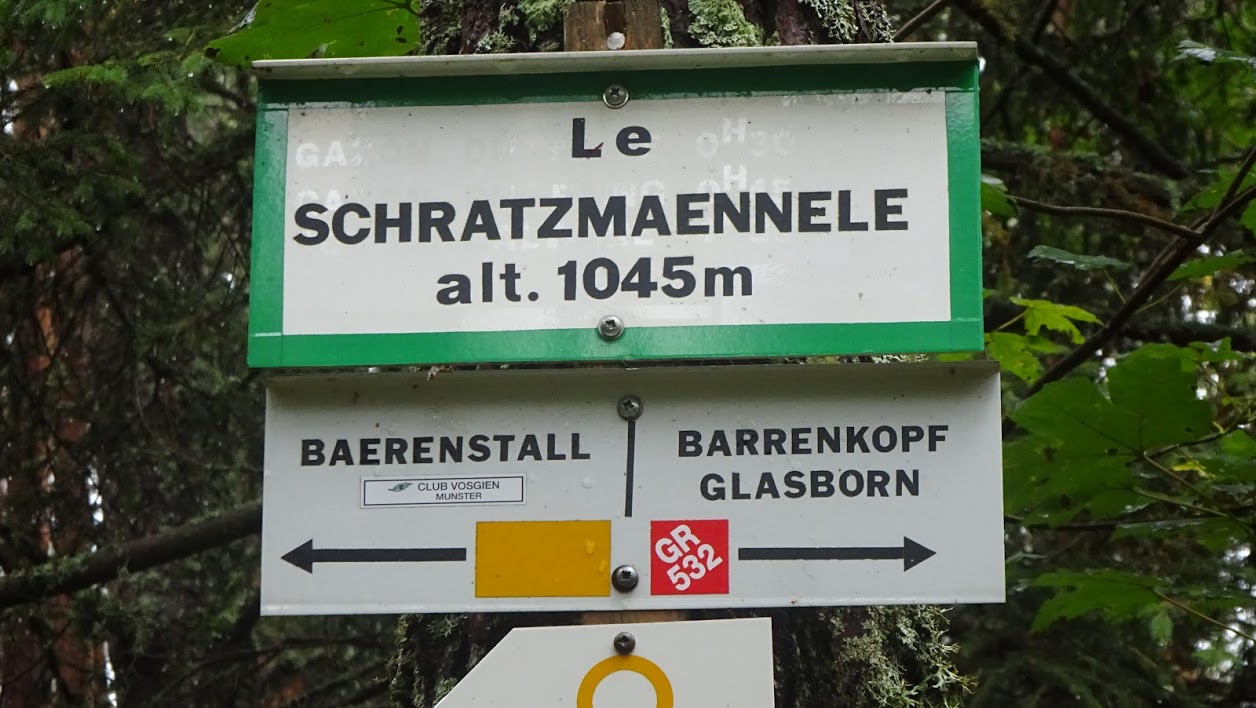 Le
SCHRATZMAENNELE
alt. 1045m
BAERENSTALL
CLUB VOSGIEN
MUNSTER
BARRENKOPF
GLASBORN
GR
532